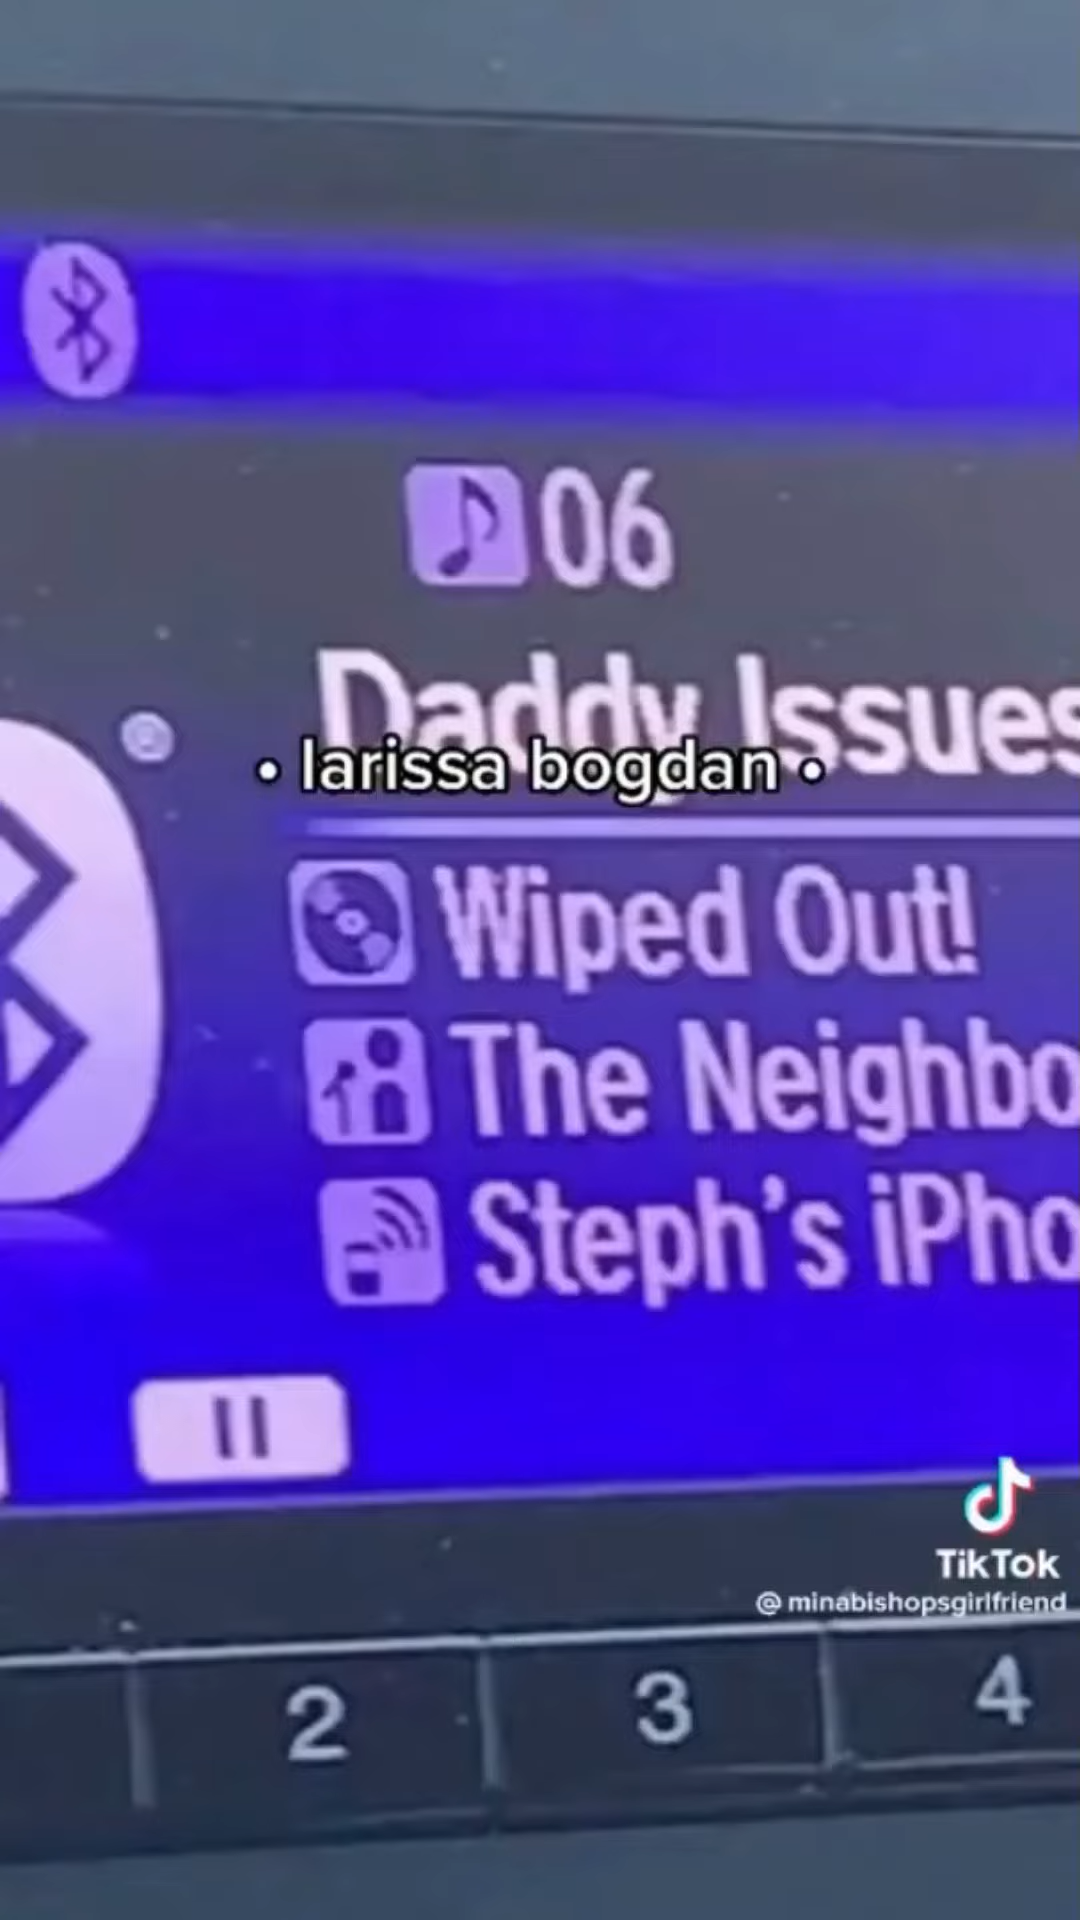 06
Daddy Issues
• larissa bogdan •
Wiped Out!
The Neighbo
Steph's iPho
TikTok
@minabishopsgirlfriend
2 3 4